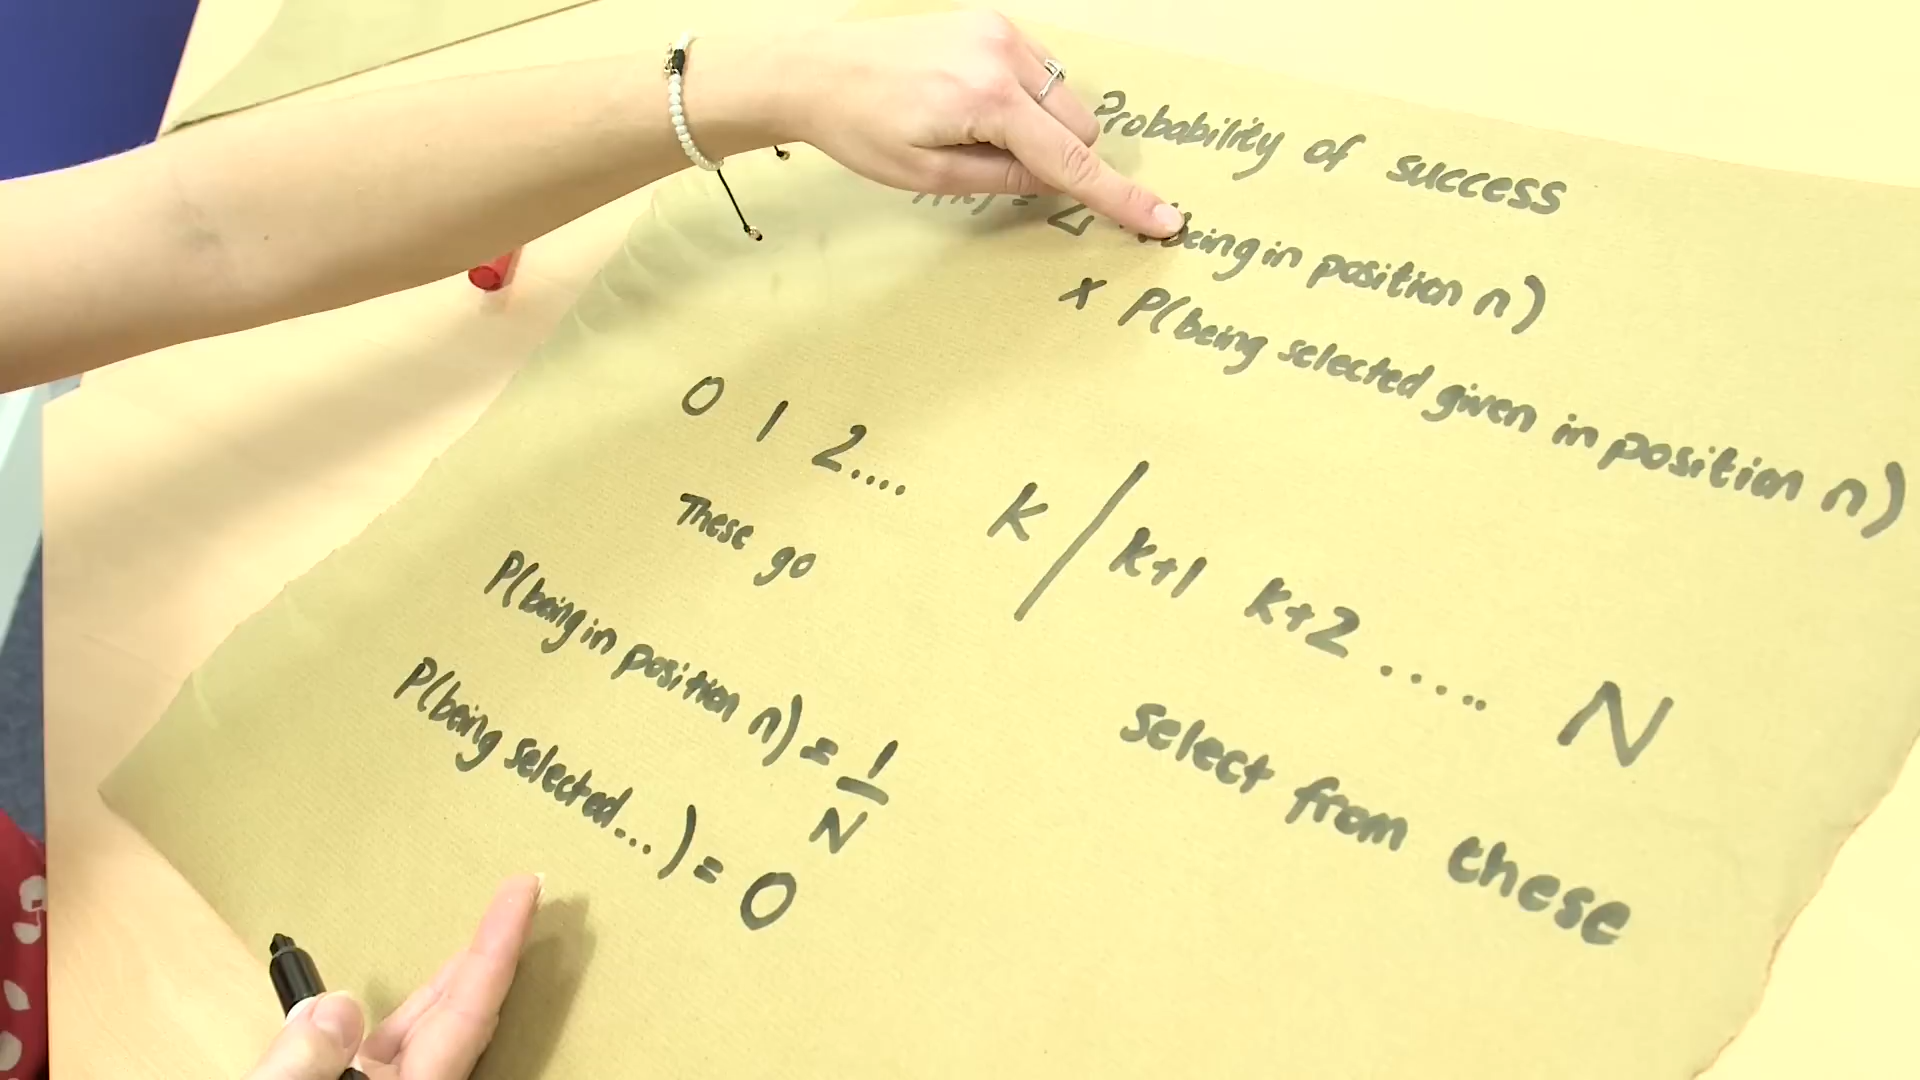 Probability of success
being in position n)
x P(being selected given in position n)
0 1 2.... K / K+1 K+2..... N
These go
select from these
P(being in position n) = 1/N
P(being selected...) = 0